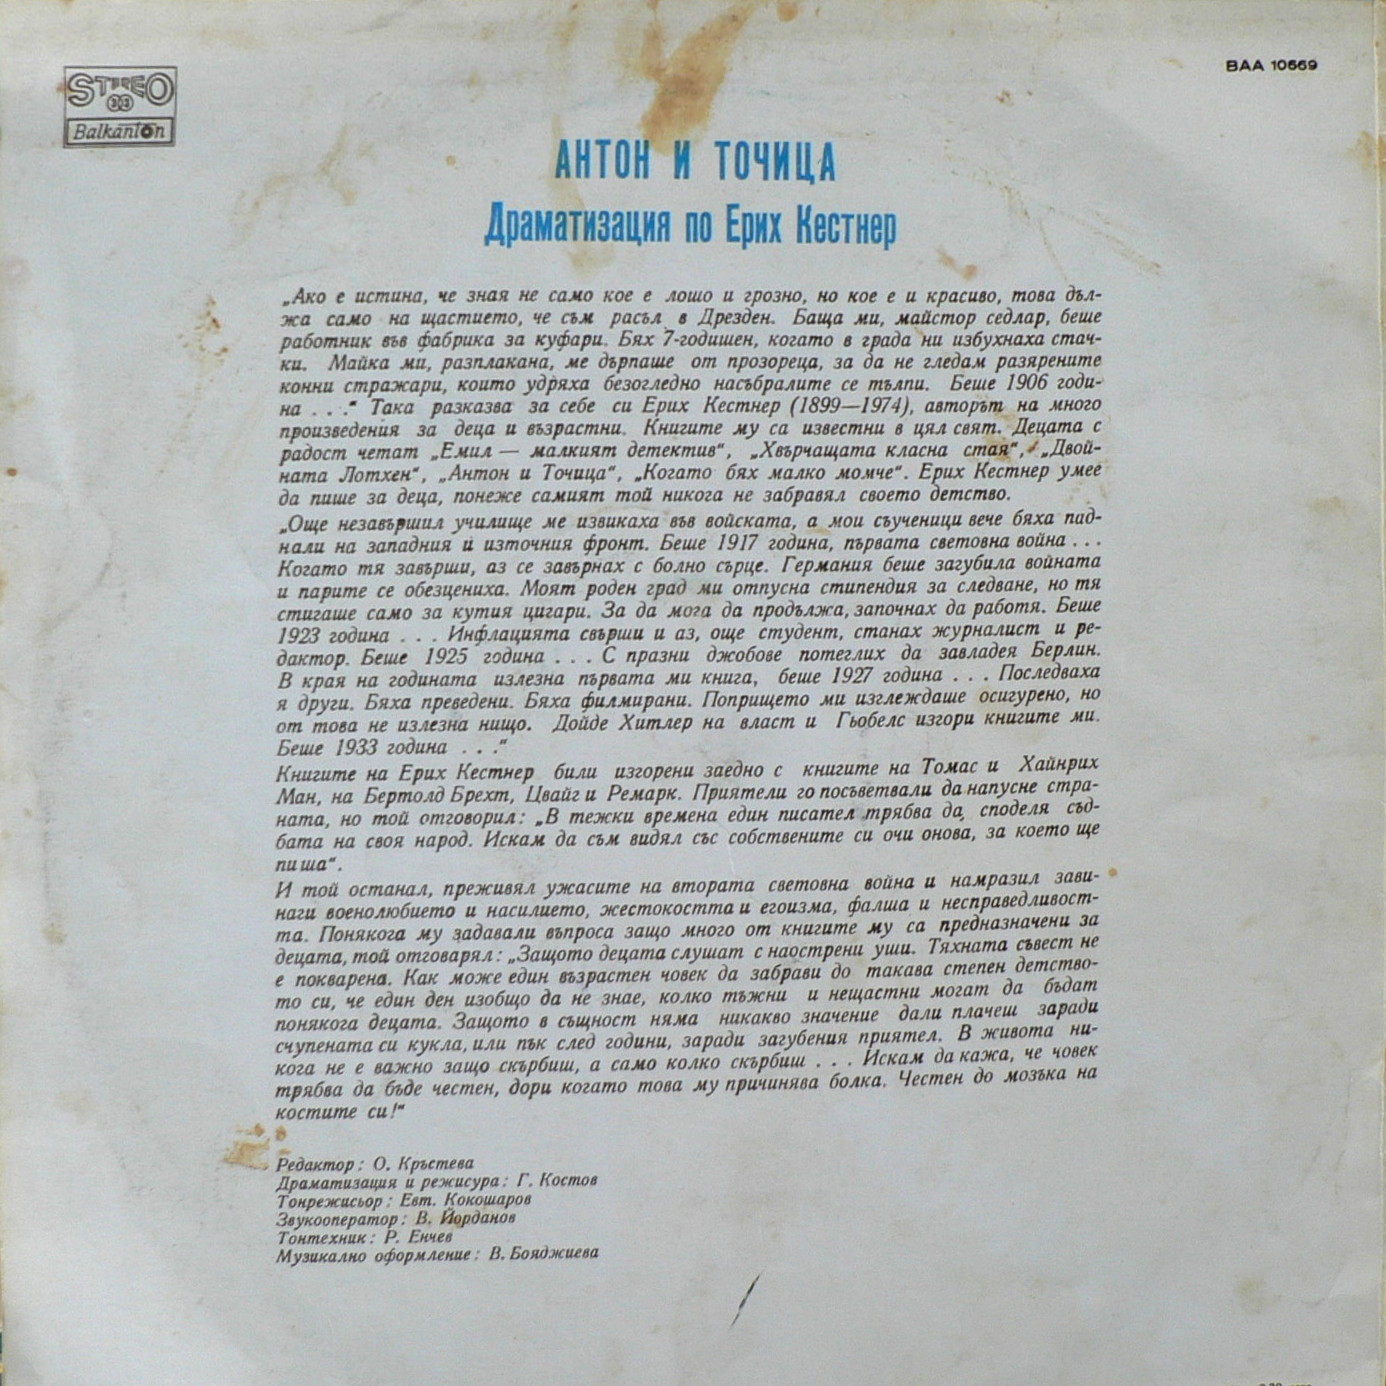 STEREO
33
Balkanton
ВАА 10669
АНТОН И ТОЧИЦА
Драматизация по Ерих Кестнер
„Ако е истина, че зная не само кое е лошо и грозно, но кое е и красиво, това дъл-
жа само на щастието, че съм расъл в Дрезден. Баща ми, майстор седлар, беше
работник във фабрика за куфари. Бях 7-годишен, когато в града ни избухнаха стач-
ки. Майка ми, разплакана, ме дърпаше от прозореца, за да не гледам разярените
конни стражари, които удряха безогледно насъбралите се тълпи. Беше 1906 годи-
на . . .“ Така разказва за себе си Ерих Кестнер (1899—1974), авторът на много
произведения за деца и възрастни. Книгите му са известни в цял свят. Децата с
радост четат „Емил — малкият детектив“, „Хвърчащата класна стая“, „Двой-
ната Лотхен“, „Антон и Точица“, „Когато бях малко момче“. Ерих Кестнер умее
да пише за деца, понеже самият той никога не забравял своето детство.
„Още незавършил училище ме извикаха във войската, а мои съученици вече бяха пад-
нали на западния и източния фронт. Беше 1917 година, първата световна война . . .
Когато тя завърши, аз се завърнах с болно сърце. Германия беше загубила войната
и парите се обезцениха. Моят роден град ми отпусна стипендия за следване, но тя
стигаше само за кутия цигари. За да мога да продължа, започнах да работя. Беше
1923 година . . . Инфлацията свърши и аз, още студент, станах журналист и ре-
дактор. Беше 1925 година . . . С празни джобове потеглих да завладея Берлин.
В края на годината излезна първата ми книга, беше 1927 година . . . Последваха
я други. Бяха преведени. Бяха филмирани. Попрището ми изглеждаше осигурено, но
от това не излезна нищо. Дойде Хитлер на власт и Гьобелс изгори книгите ми.
Беше 1933 година . . .“
Книгите на Ерих Кестнер били изгорени заедно с книгите на Томас и Хайнрих
Ман, на Бертолд Брехт, Цвайг и Ремарк. Приятели го посъветвали да напусне стра-
ната, но той отговорил: „В тежки времена един писател трябва да споделя съд-
бата на своя народ. Искам да съм видял със собствените си очи онова, за което ще
пиша“.
И той останал, преживял ужасите на втората световна война и намразил зави-
наги военолюбието и насилието, жестокостта и егоизма, фалша и несправедливост-
та. Понякога му задавали въпроса защо много от книгите му са предназначени за
децата, той отговарял: „Защото децата слушат с наострени уши. Тяхната съвест не
е покварена. Как може един възрастен човек да забрави до такава степен детство-
то си, че един ден изобщо да не знае, колко тъжни и нещастни могат да бъдат
понякога децата. Защото в същност няма никакво значение дали плачеш заради
счупената си кукла, или пък след години, заради загубения приятел. В живота ни-
кога не е важно защо скърбиш, а само колко скърбиш . . . Искам да кажа, че човек
трябва да бъде честен, дори когато това му причинява болка. Честен до мозъка на
костите си!“
Редактор: О. Кръстева
Драматизация и режисура: Г. Костов
Тонрежисьор: Евт. Кокошаров
Звукооператор: В. Йорданов
Тонтехник: Р. Енчев
Музикално оформление: В. Бояджиева